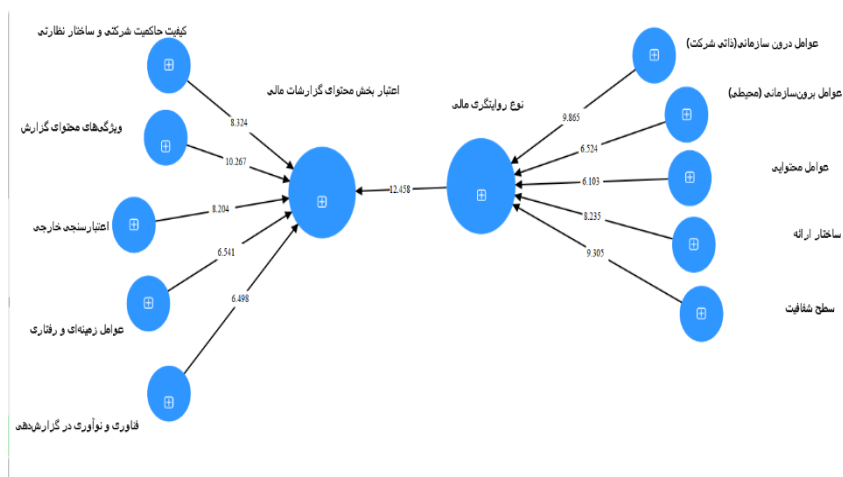 کیفیت حاکمیت شرکتی و ساختار نظارتی
عوامل درون سازمانی(ذاتی شرکت)
اعتبار بخش محتوای گزارشات مالی
عوامل برون‌سازمانی (محیطی)
نوع روایتگری مالی
ویژگی‌های محتوای گزارش
عوامل محتوایی
اعتبارسنجی خارجی
ساختار ارائه
سطح شفافیت
عوامل زمینه‌ای و رفتاری
فناوری و نوآوری در گزارش‌دهی
8.324
10.267
8.204
6.541
6.498
12.458
9.865
6.524
6.103
8.235
9.305